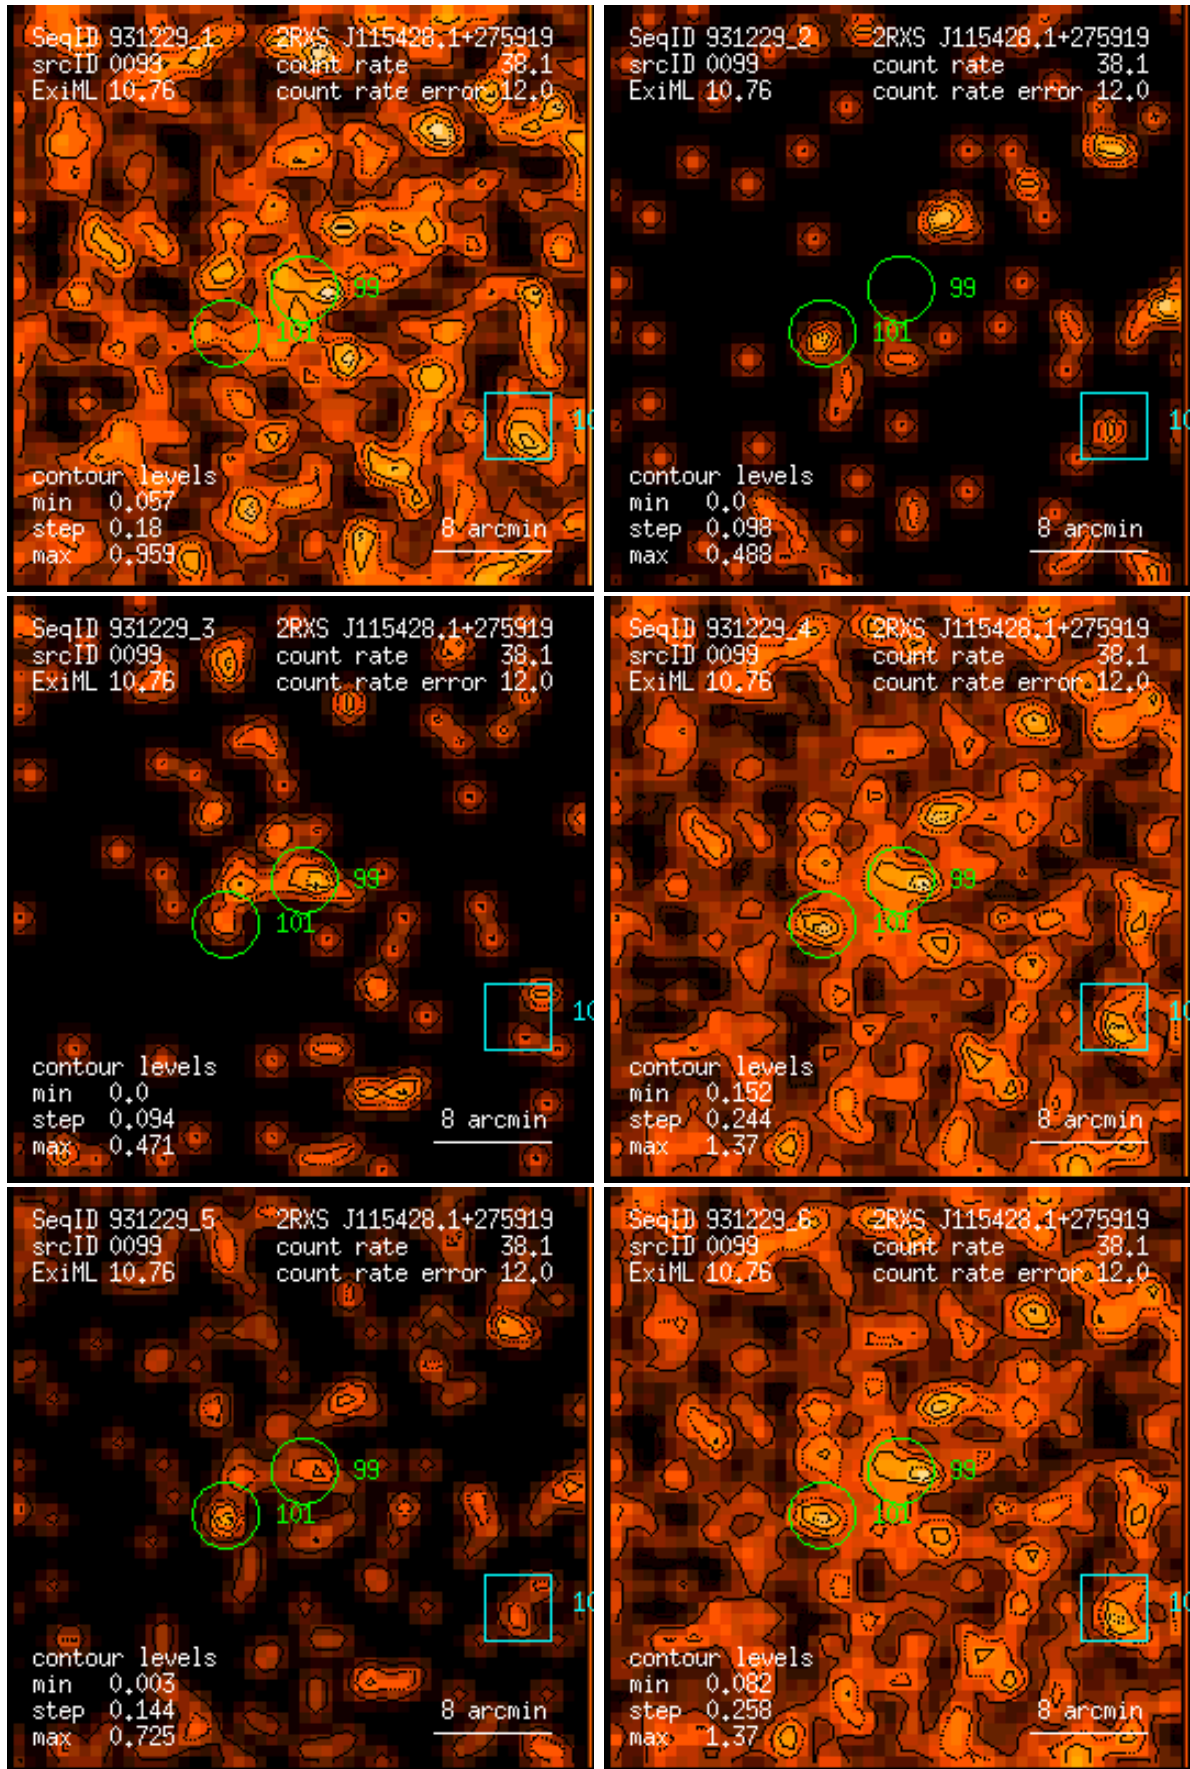 SeqID 931229_1 2RXS J115428.1+275919
srcID 0099 count rate 38.1
ExiML 10.76 count rate error 12.0
99
101
10
contour levels
min 0.057
step 0.18 8 arcmin
max 0.959
SeqID 931229_2 2RXS J115428.1+275919
srcID 0099 count rate 38.1
ExiML 10.76 count rate error 12.0
99
101
10
contour levels
min 0.0
step 0.098 8 arcmin
max 0.488
SeqID 931229_3 2RXS J115428.1+275919
srcID 0099 count rate 38.1
ExiML 10.76 count rate error 12.0
99
101
10
contour levels
min 0.0
step 0.094 8 arcmin
max 0.471
SeqID 931229_4 2RXS J115428.1+275919
srcID 0099 count rate 38.1
ExiML 10.76 count rate error 12.0
99
101
10
contour levels
min 0.152
step 0.244 8 arcmin
max 1.37
SeqID 931229_5 2RXS J115428.1+275919
srcID 0099 count rate 38.1
ExiML 10.76 count rate error 12.0
99
101
10
contour levels
min 0.003
step 0.144 8 arcmin
max 0.725
SeqID 931229_6 2RXS J115428.1+275919
srcID 0099 count rate 38.1
ExiML 10.76 count rate error 12.0
99
101
10
contour levels
min 0.082
step 0.258 8 arcmin
max 1.37